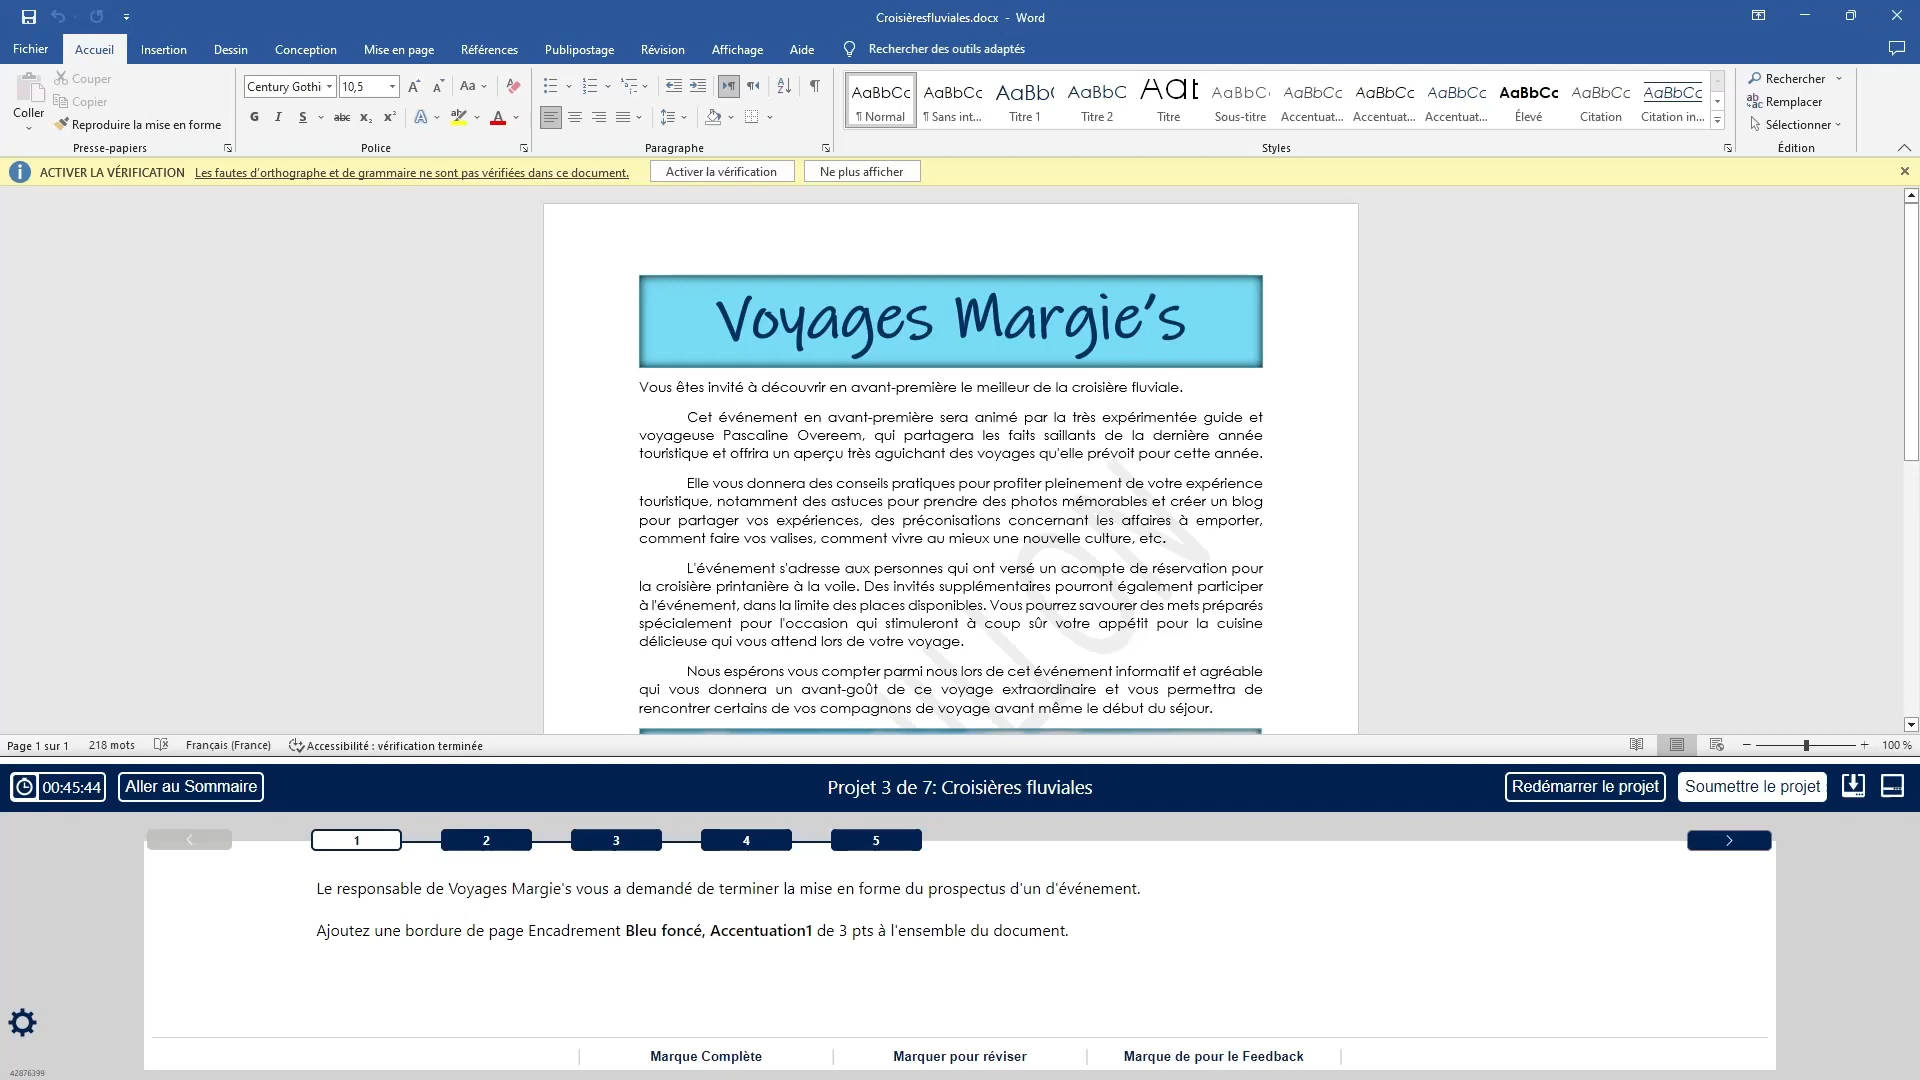 Croisièresfluviales.docx - Word
Fichier
Accueil
Insertion
Dessin
Conception
Mise en page
Références
Publipostage
Révision
Affichage
Aide
Rechercher des outils adaptés
Coller
Couper
Copier
Reproduire la mise en forme
Presse-papiers
Century Gothi
10,5
Aa
G I S abc x₂ x²
A
Police
Paragraphe
AaBbCc
¶ Normal
AaBbCc
¶ Sans int...
AaBb(
Titre 1
AaBbC
Titre 2
Aat
Titre
AaBbC
Sous-titre
AaBbCc
Accentuat...
AaBbCc
Accentuat...
AaBbCc
Accentuat...
AaBbCc
Élevé
AaBbCc
Citation
AaBbCc
Citation in...
Styles
Rechercher
Remplacer
Sélectionner
Édition
ACTIVER LA VÉRIFICATION Les fautes d'orthographe et de grammaire ne sont pas vérifiées dans ce document.
Activer la vérification
Ne plus afficher
Voyages Margie's
Vous êtes invité à découvrir en avant-première le meilleur de la croisière fluviale.
Cet événement en avant-première sera animé par la très expérimentée guide et
voyageuse Pascaline Overeem, qui partagera les faits saillants de la dernière année
touristique et offrira un aperçu très aguichant des voyages qu'elle prévoit pour cette année.
Elle vous donnera des conseils pratiques pour profiter pleinement de votre expérience
touristique, notamment des astuces pour prendre des photos mémorables et créer un blog
pour partager vos expériences, des préconisations concernant les affaires à emporter,
comment faire vos valises, comment vivre au mieux une nouvelle culture, etc.
L'événement s'adresse aux personnes qui ont versé un acompte de réservation pour
la croisière printanière à la voile. Des invités supplémentaires pourront également participer
à l'événement, dans la limite des places disponibles. Vous pourrez savourer des mets préparés
spécialement pour l'occasion qui stimuleront à coup sûr votre appétit pour la cuisine
délicieuse qui vous attend lors de votre voyage.
Nous espérons vous compter parmi nous lors de cet événement informatif et agréable
qui vous donnera un avant-goût de ce voyage extraordinaire et vous permettra de
rencontrer certains de vos compagnons de voyage avant même le début du séjour.
Page 1 sur 1
218 mots
Français (France)
Accessibilité : vérification terminée
100 %
00:45:44
Aller au Sommaire
Projet 3 de 7: Croisières fluviales
Redémarrer le projet
Soumettre le projet
1
2
3
4
5
Le responsable de Voyages Margie's vous a demandé de terminer la mise en forme du prospectus d'un d'événement.
Ajoutez une bordure de page Encadrement Bleu foncé, Accentuation1 de 3 pts à l'ensemble du document.
Marque Complète
Marquer pour réviser
Marque de pour le Feedback
42876399